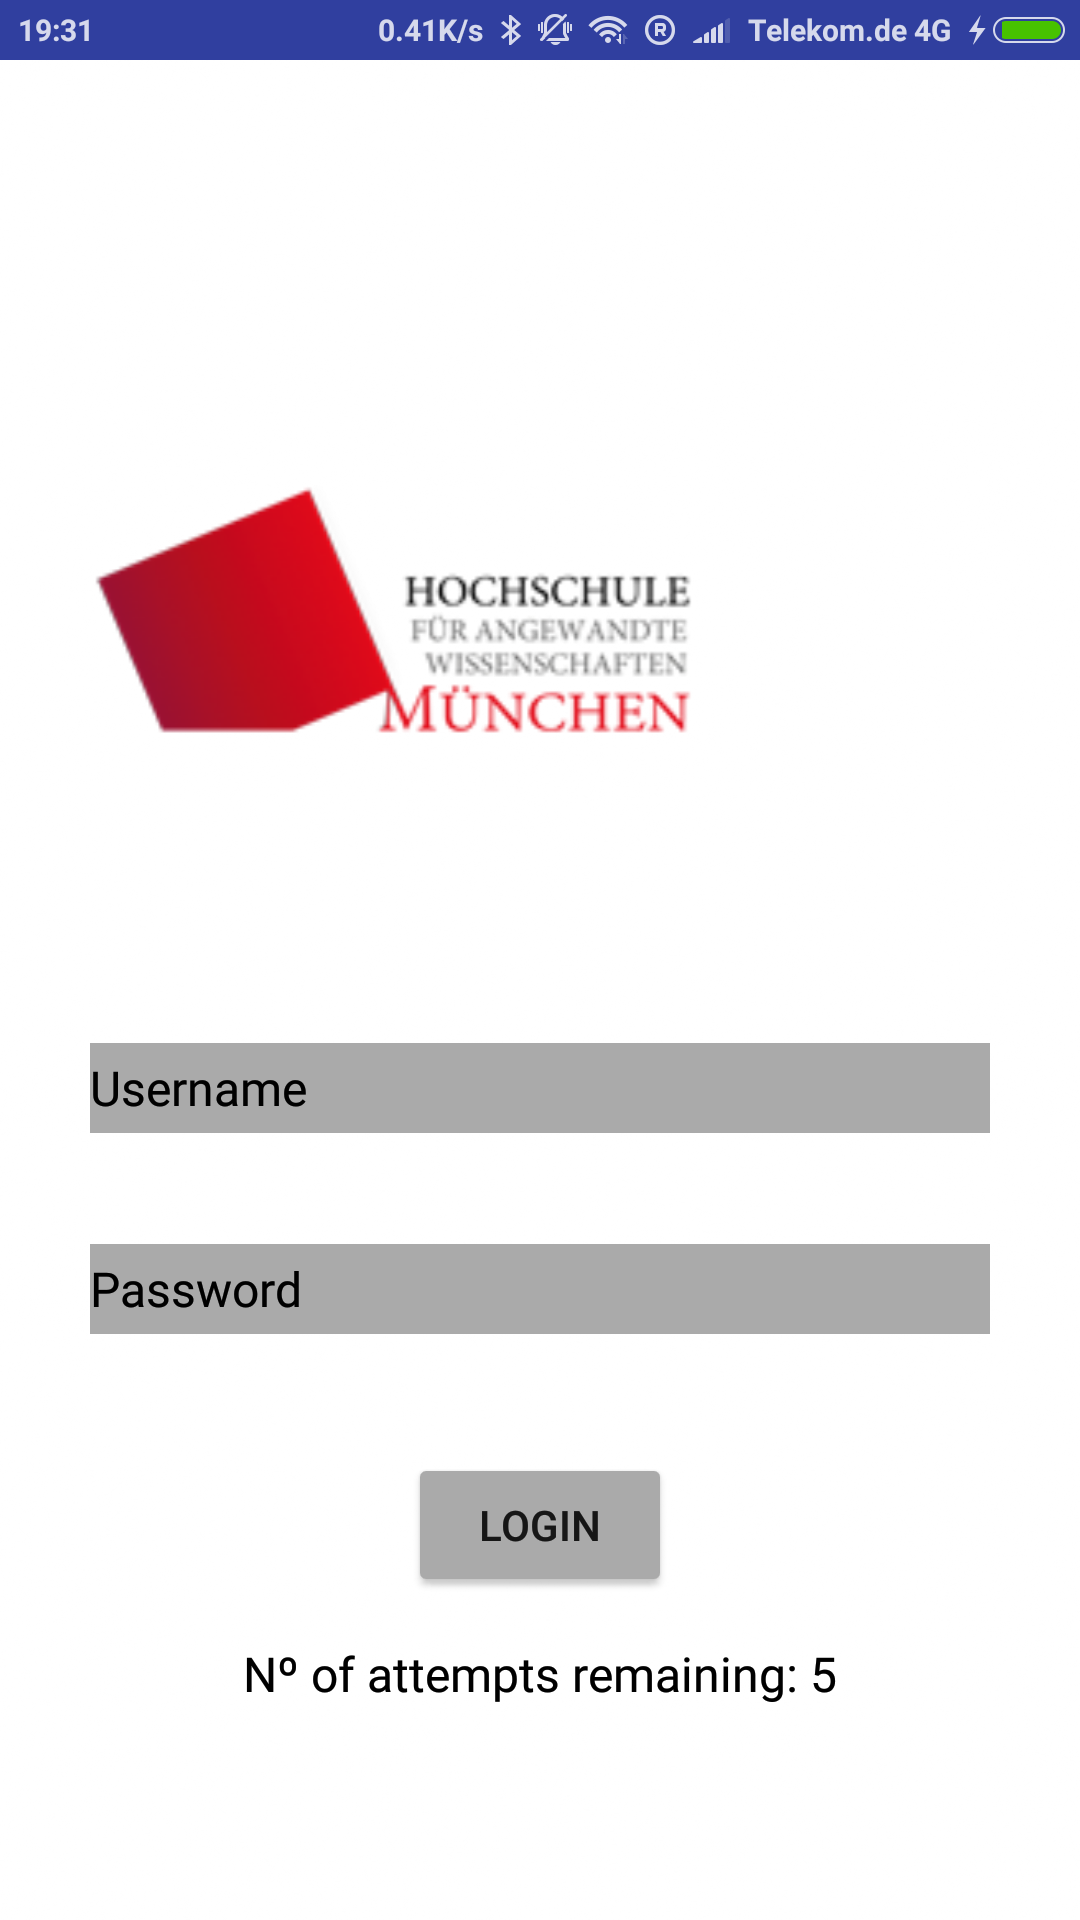 19:31 0.41K/s R Telekom.de 4G
HOCHSCHULE
FÜR ANGEWANDTE
WISSENSCHAFTEN
MÜNCHEN
Username
Password
LOGIN
Nº of attempts remaining: 5